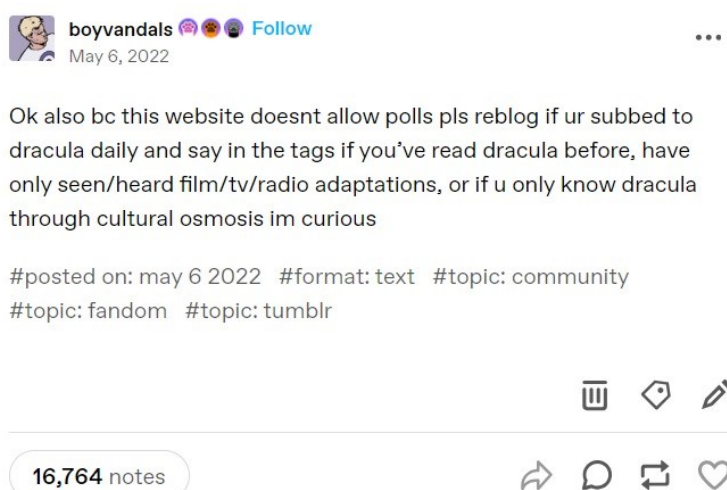 boyvandals Follow
May 6, 2022
Ok also bc this website doesnt allow polls pls reblog if ur subbed to
dracula daily and say in the tags if you’ve read dracula before, have
only seen/heard film/tv/radio adaptations, or if u only know dracula
through cultural osmosis im curious
#posted on: may 6 2022 #format: text #topic: community
#topic: fandom #topic: tumblr
16,764 notes